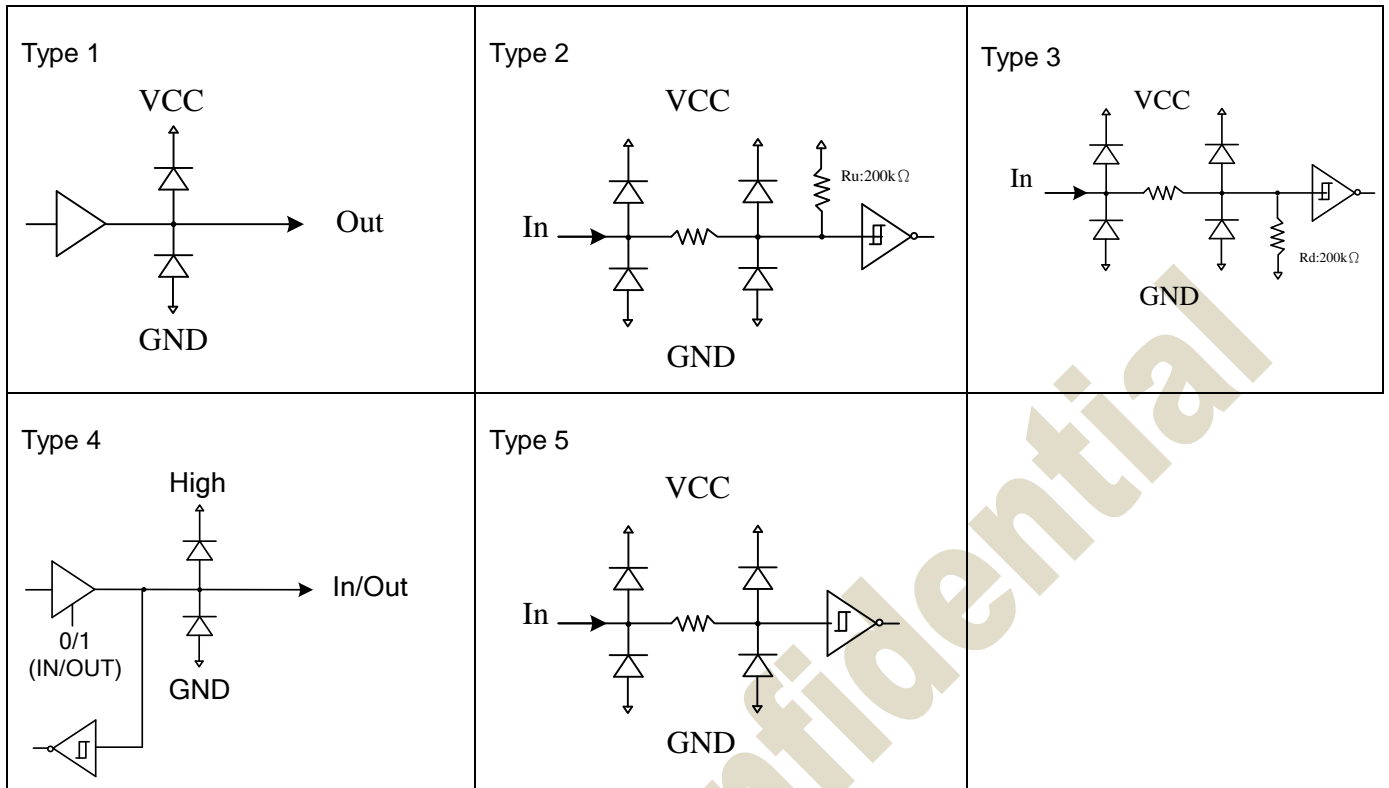 Type 1
VCC
Out
GND
Type 2
VCC
Ru:200kΩ
In
GND
Type 3
VCC
In
Rd:200kΩ
GND
Type 4
High
In/Out
0/1
(IN/OUT)
GND
Type 5
VCC
In
GND
nfidential